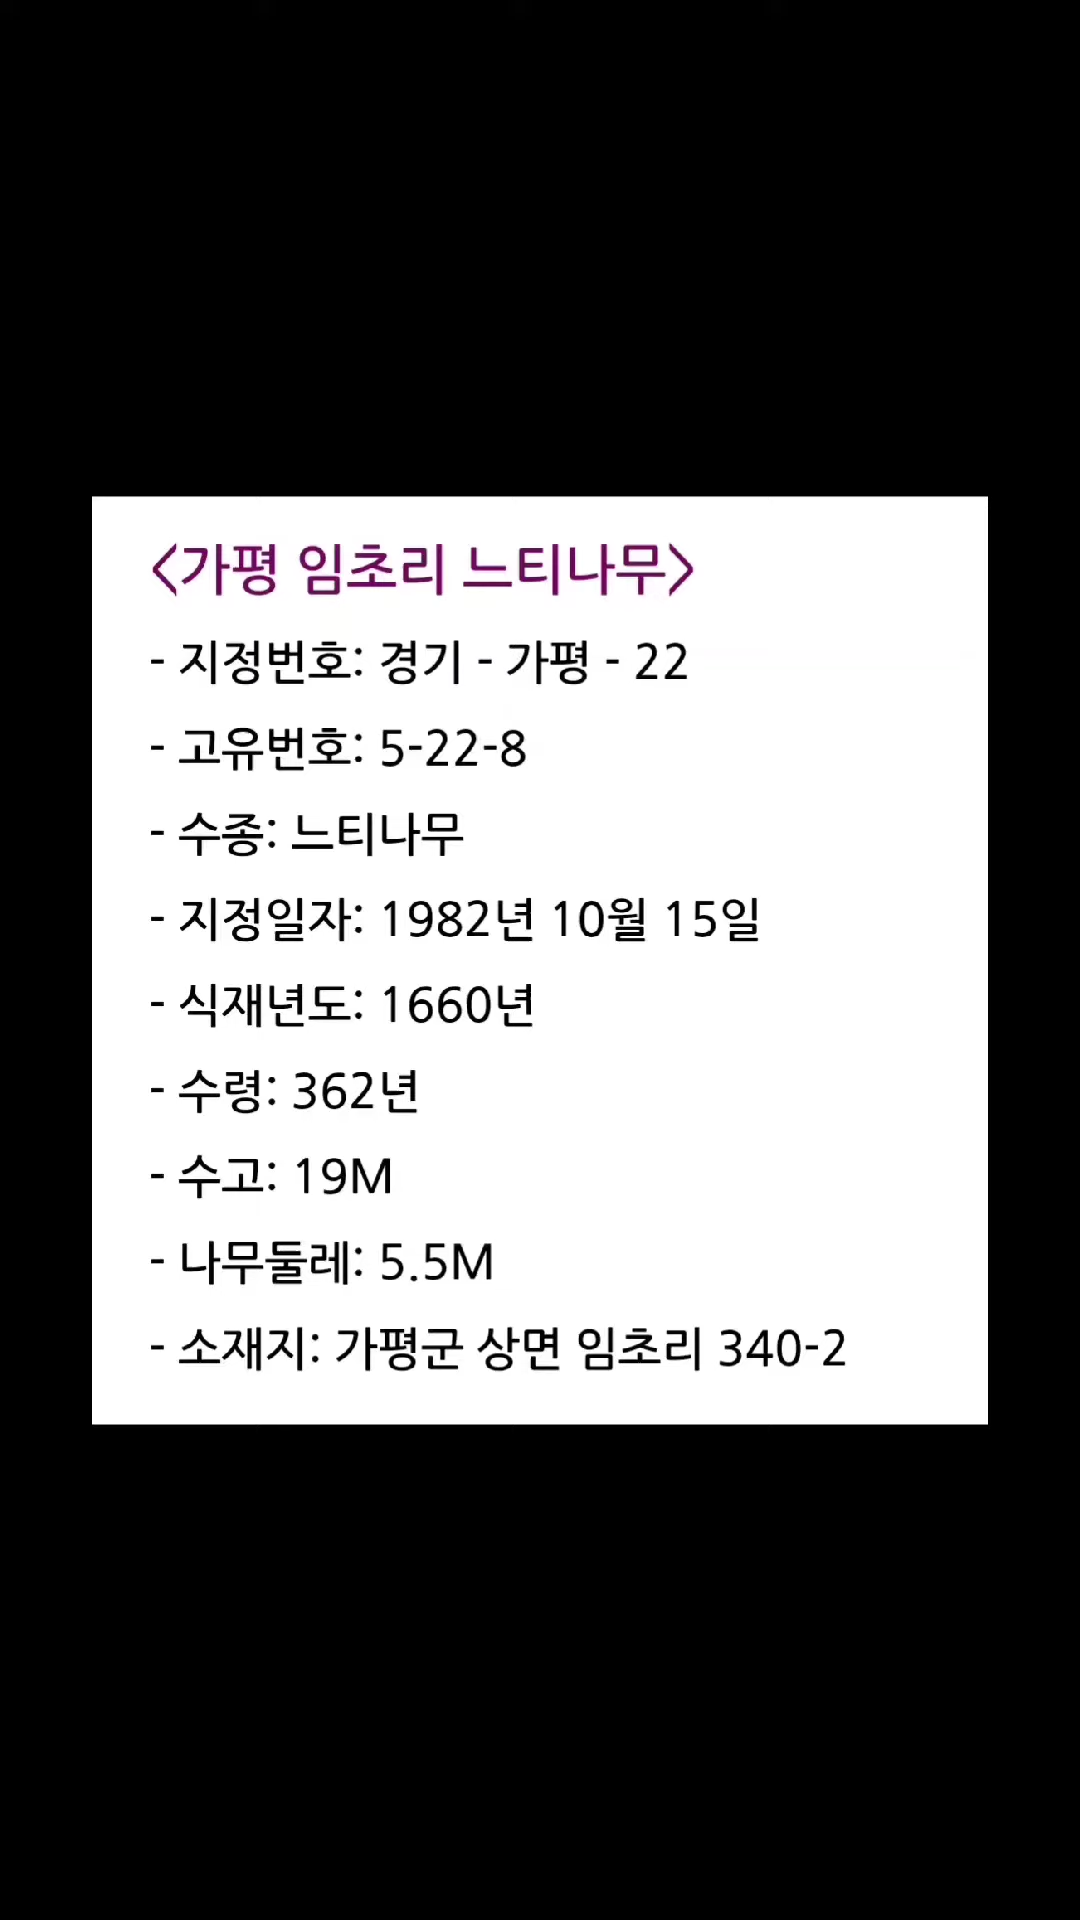 <가평 임초리 느티나무>
- 지정번호: 경기 - 가평 - 22
- 고유번호: 5-22-8
- 수종: 느티나무
- 지정일자: 1982년 10월 15일
- 식재년도: 1660년
- 수령: 362년
- 수고: 19M
- 나무둘레: 5.5M
- 소재지: 가평군 상면 임초리 340-2